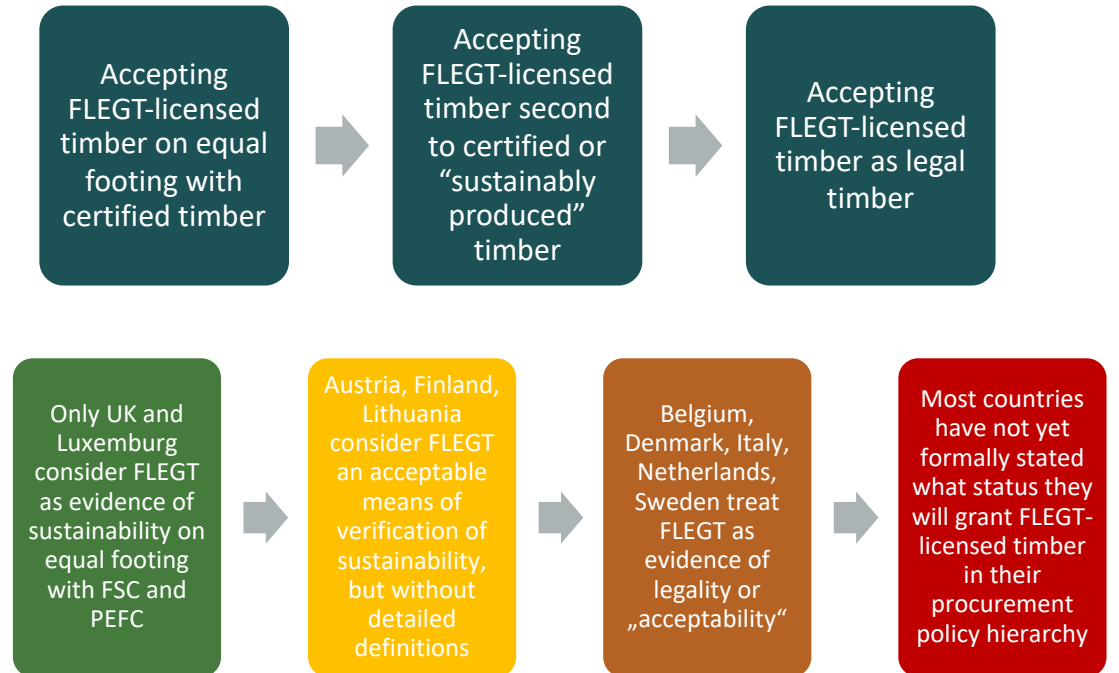 Accepting
FLEGT-licensed
timber on equal
footing with
certified timber
Accepting
FLEGT-licensed
timber second
to certified or
“sustainably
produced”
timber
Accepting
FLEGT-licensed
timber as legal
timber
Only UK and
Luxemburg
consider FLEGT
as evidence of
sustainability on
equal footing
with FSC and
PEFC
Austria, Finland,
Lithuania
consider FLEGT
an acceptable
means of
verification of
sustainability,
but without
detailed
definitions
Belgium,
Denmark, Italy,
Netherlands,
Sweden treat
FLEGT as
evidence of
legality or
„acceptability“
Most countries
have not yet
formally stated
what status they
will grant FLEGT-
licensed timber
in their
procurement
policy hierarchy